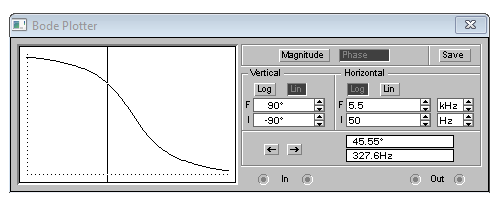 Bode Plotter
Magnitude Phase Save
Vertical Horizontal
Log Lin Log Lin
F 90° F 5.5 kHz
I -90° I 50 Hz
45.55°
327.6Hz
In Out